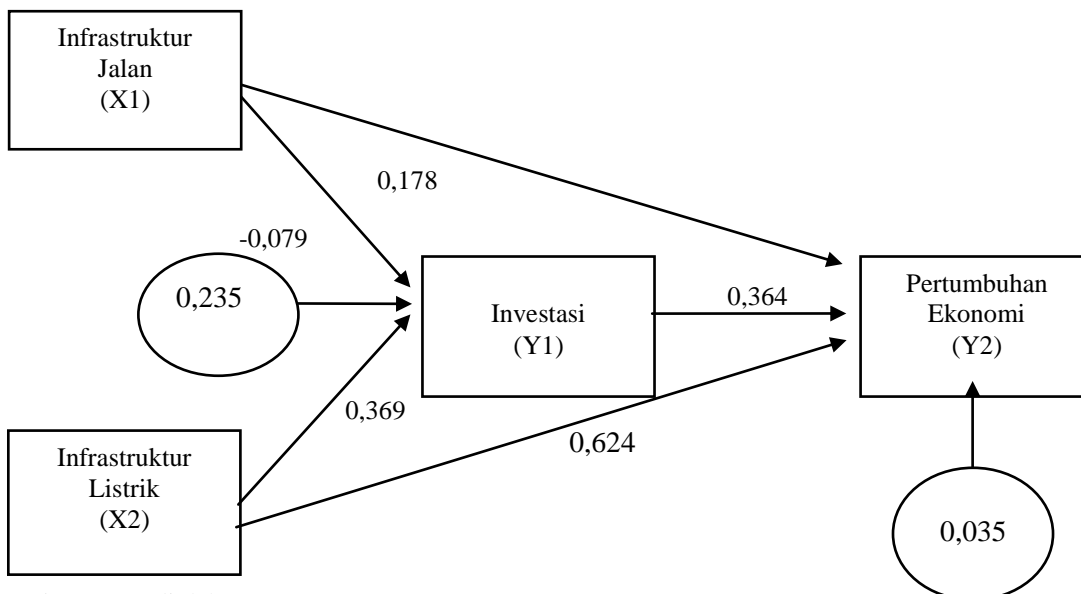 Infrastruktur
Jalan
(X1)
0,178
-0,079
0,235
Investasi
(Y1)
0,364
Pertumbuhan
Ekonomi
(Y2)
0,369
0,624
Infrastruktur
Listrik
(X2)
0,035